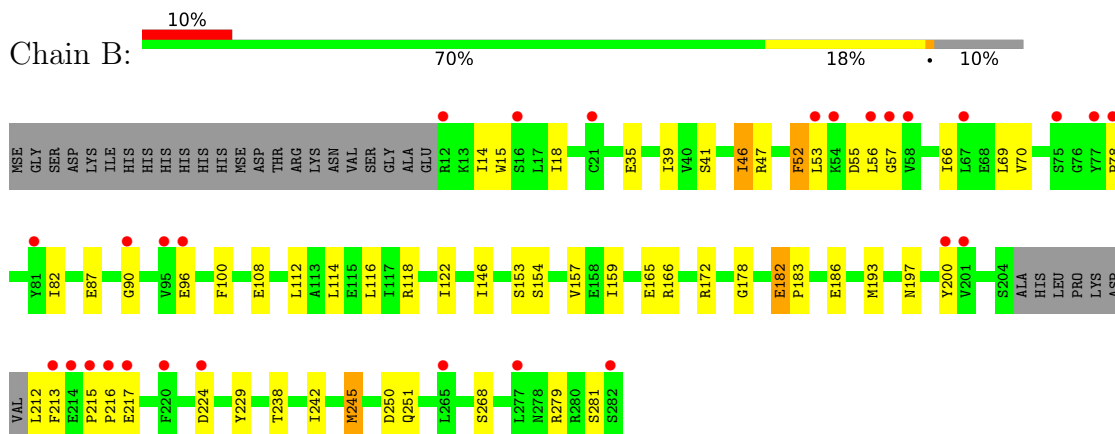 10%
Chain B:
70% 18% • 10%
MSE GLY SER ASP LYS ILE HIS HIS HIS HIS HIS HIS MSE ASP THR ARG LYS ASN VAL SER GLY ALA GLU R12 K13 I14 W15 S16 L17 I18 C21 E35 I39 V40 S41 I46 R47 F52 L53 K54 D55 L56 G57 V58 I66 L67 E68 L69 V70 S75 G76 Y77
Y81 I82 E87 G90 V95 E96 F100 E108 L112 A113 L114 E115 L116 I117 R118 I122 I146 S153 S154 V157 E158 I159 E165 R166 R172 G178 E182 P183 E186 M193 N197 Y200 V201 S204 ALA HIS LEU PRO LYS ASP
VAL L212 F213 E214 P215 P216 E217 F220 D224 Y229 T238 I242 M245 D250 Q251 L265 S268 L277 N278 R279 R280 S281 S282